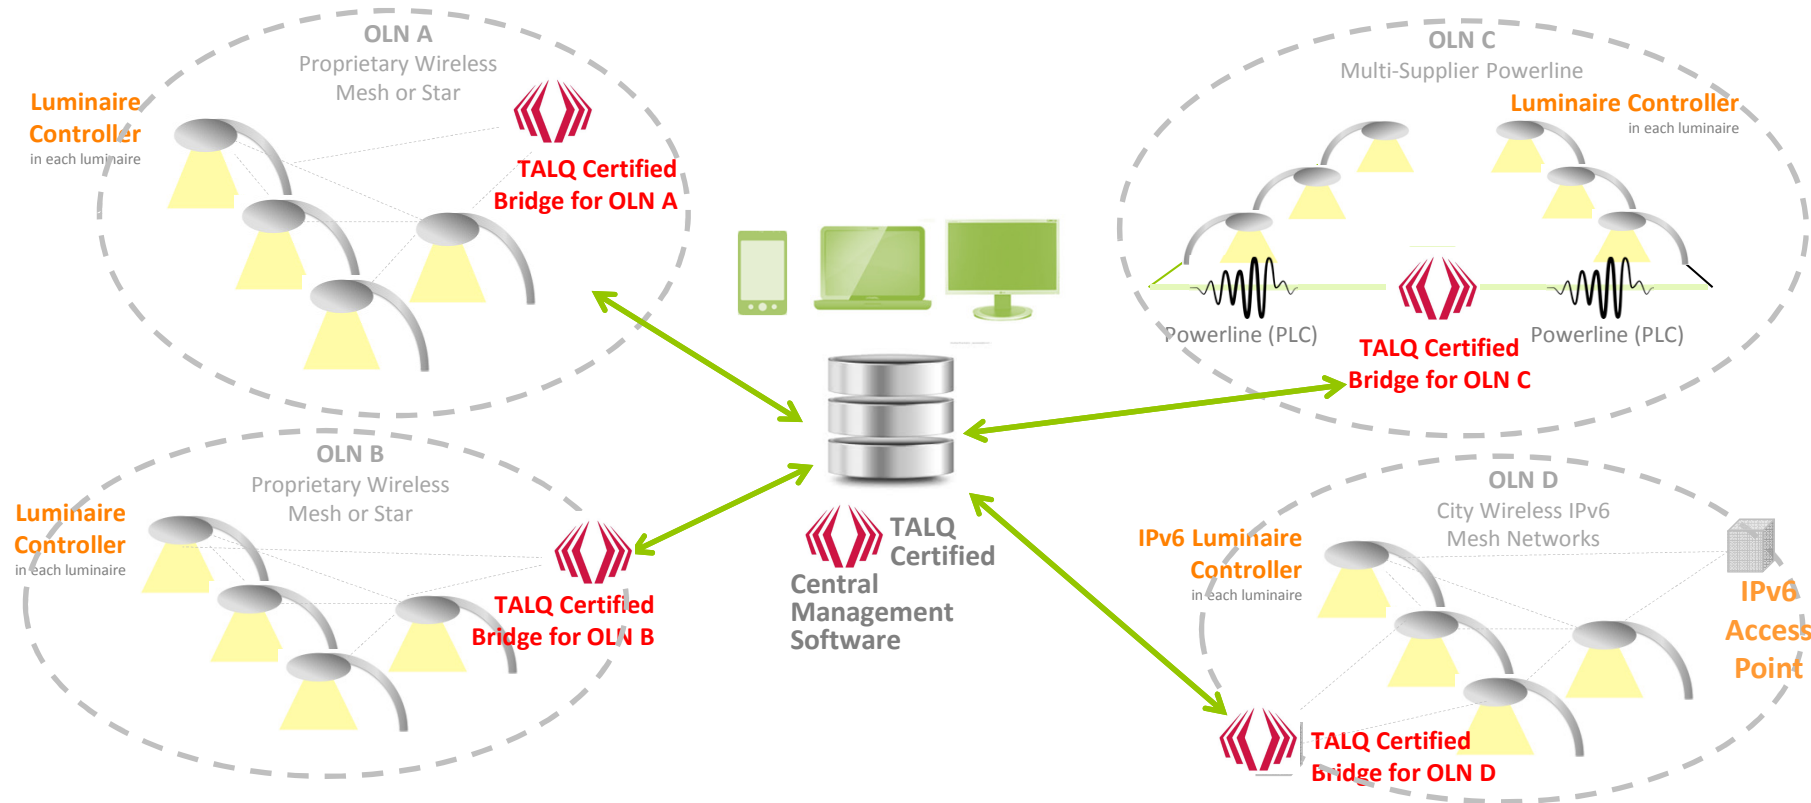 OLN A
Proprietary Wireless
Mesh or Star
Luminaire
Controller
in each luminaire
TALQ Certified
Bridge for OLN A
OLN C
Multi-Supplier Powerline
Luminaire Controller
in each luminaire
Powerline (PLC)
Powerline (PLC)
TALQ Certified
Bridge for OLN C
OLN B
Proprietary Wireless
Mesh or Star
Luminaire
Controller
in each luminaire
TALQ Certified
Bridge for OLN B
TALQ
Certified
Central
Management
Software
OLN D
City Wireless IPv6
Mesh Networks
IPv6 Luminaire
Controller
in each luminaire
IPv6
Access
Point
TALQ Certified
Bridge for OLN D